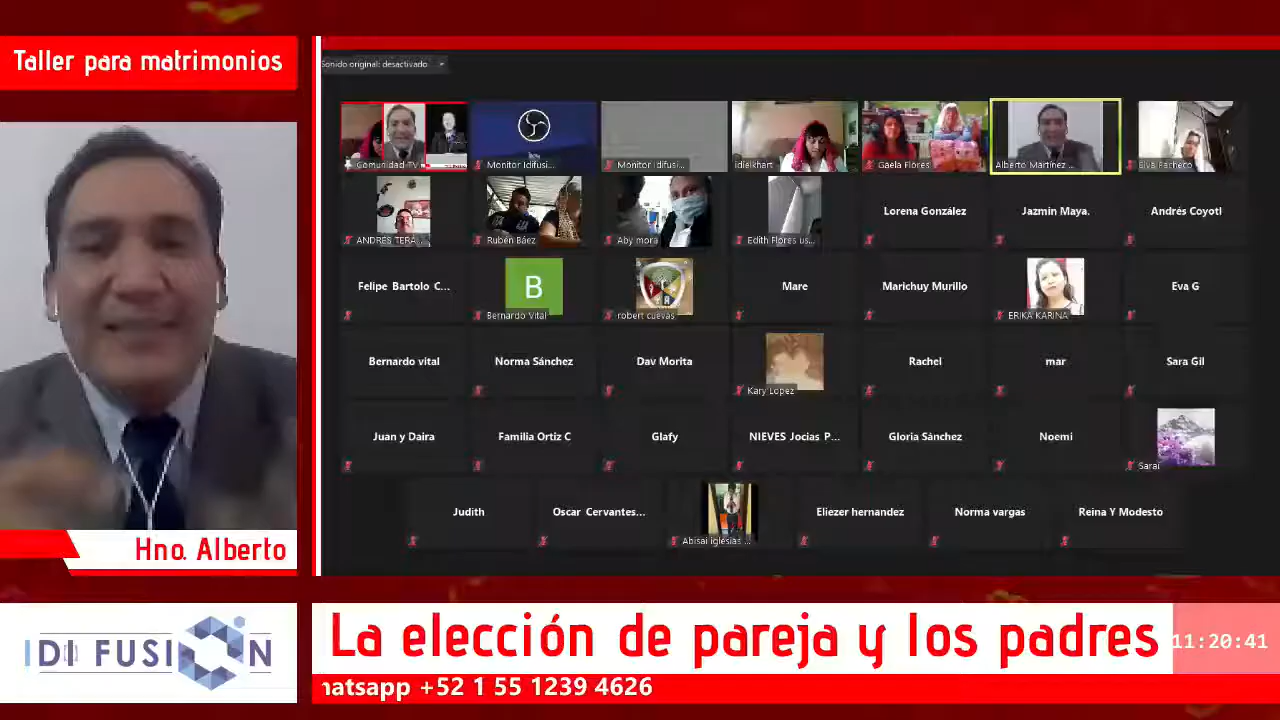 Taller para matrimonios
Sonido original: desactivado
Comunidad TV
Monitor Idifusi...
Monitor Idifusi...
idielkhart
Gaela Flores
Alberto Martínez ...
Elva Pacheco
ANDRÉS TERA...
Rubén Báez
Aby mora
Edith Flores us...
Lorena González
Jazmin Maya.
Andrés Coyotl
Felipe Bartolo C...
B
Bernardo Vital
robert cuevas
Mare
Marichuy Murillo
ERIKA KARINA
Eva G
Bernardo vital
Norma Sánchez
Dav Morita
Kary Lopez
Rachel
mar
Sara Gil
Juan y Daira
Familia Ortiz C
Glafy
NIEVES Jocias P...
Gloria Sánchez
Noemi
Sarai
Judith
Oscar Cervantes...
Abisai iglesias ...
Eliezer hernandez
Norma vargas
Reina Y Modesto
Hno. Alberto
IDI FUSIÓN
La elección de pareja y los padres
11:20:41
hatsapp +52 1 55 1239 4626